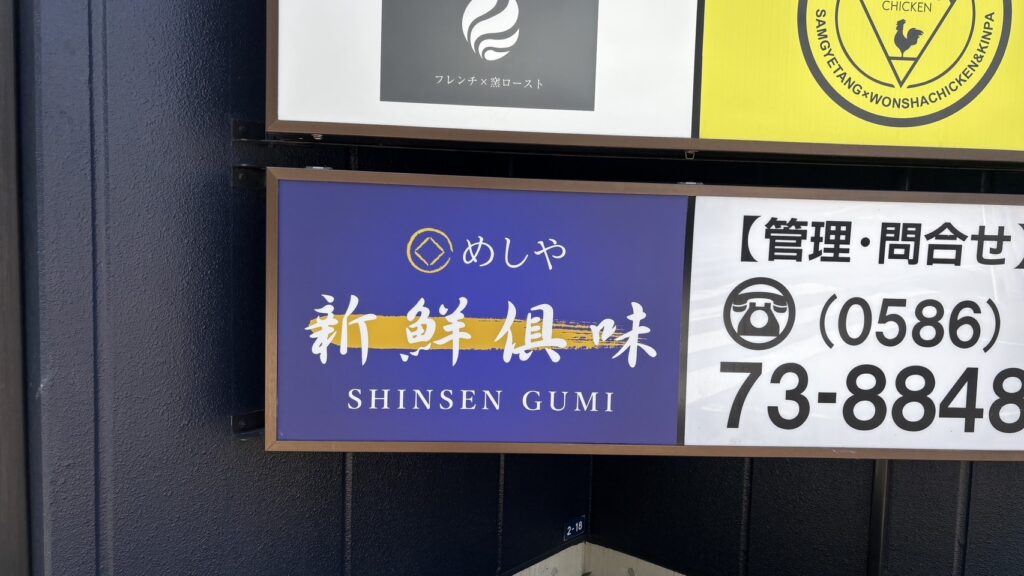 フレンチ×窯ロースト
CHICKEN
SAMGYETANG×WONSHACHICKEN&KINPA
めしや
新鮮倶味
SHINSEN GUMI
【管理・問合せ】
(0586)
73-8848
2-18